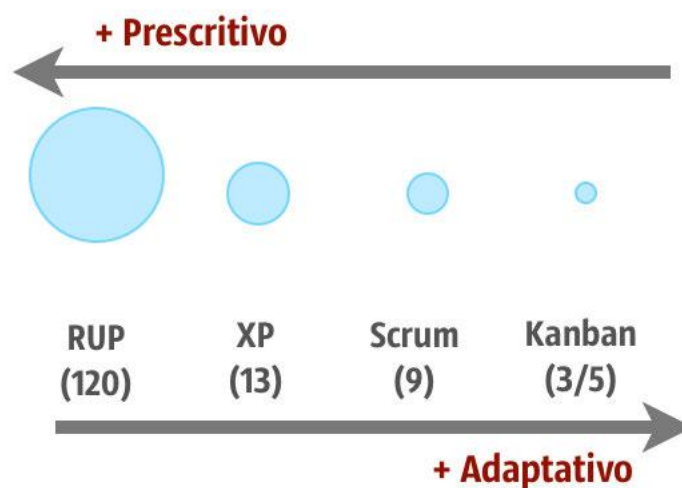 + Prescritivo
RUP
(120)
XP
(13)
Scrum
(9)
Kanban
(3/5)
+ Adaptativo